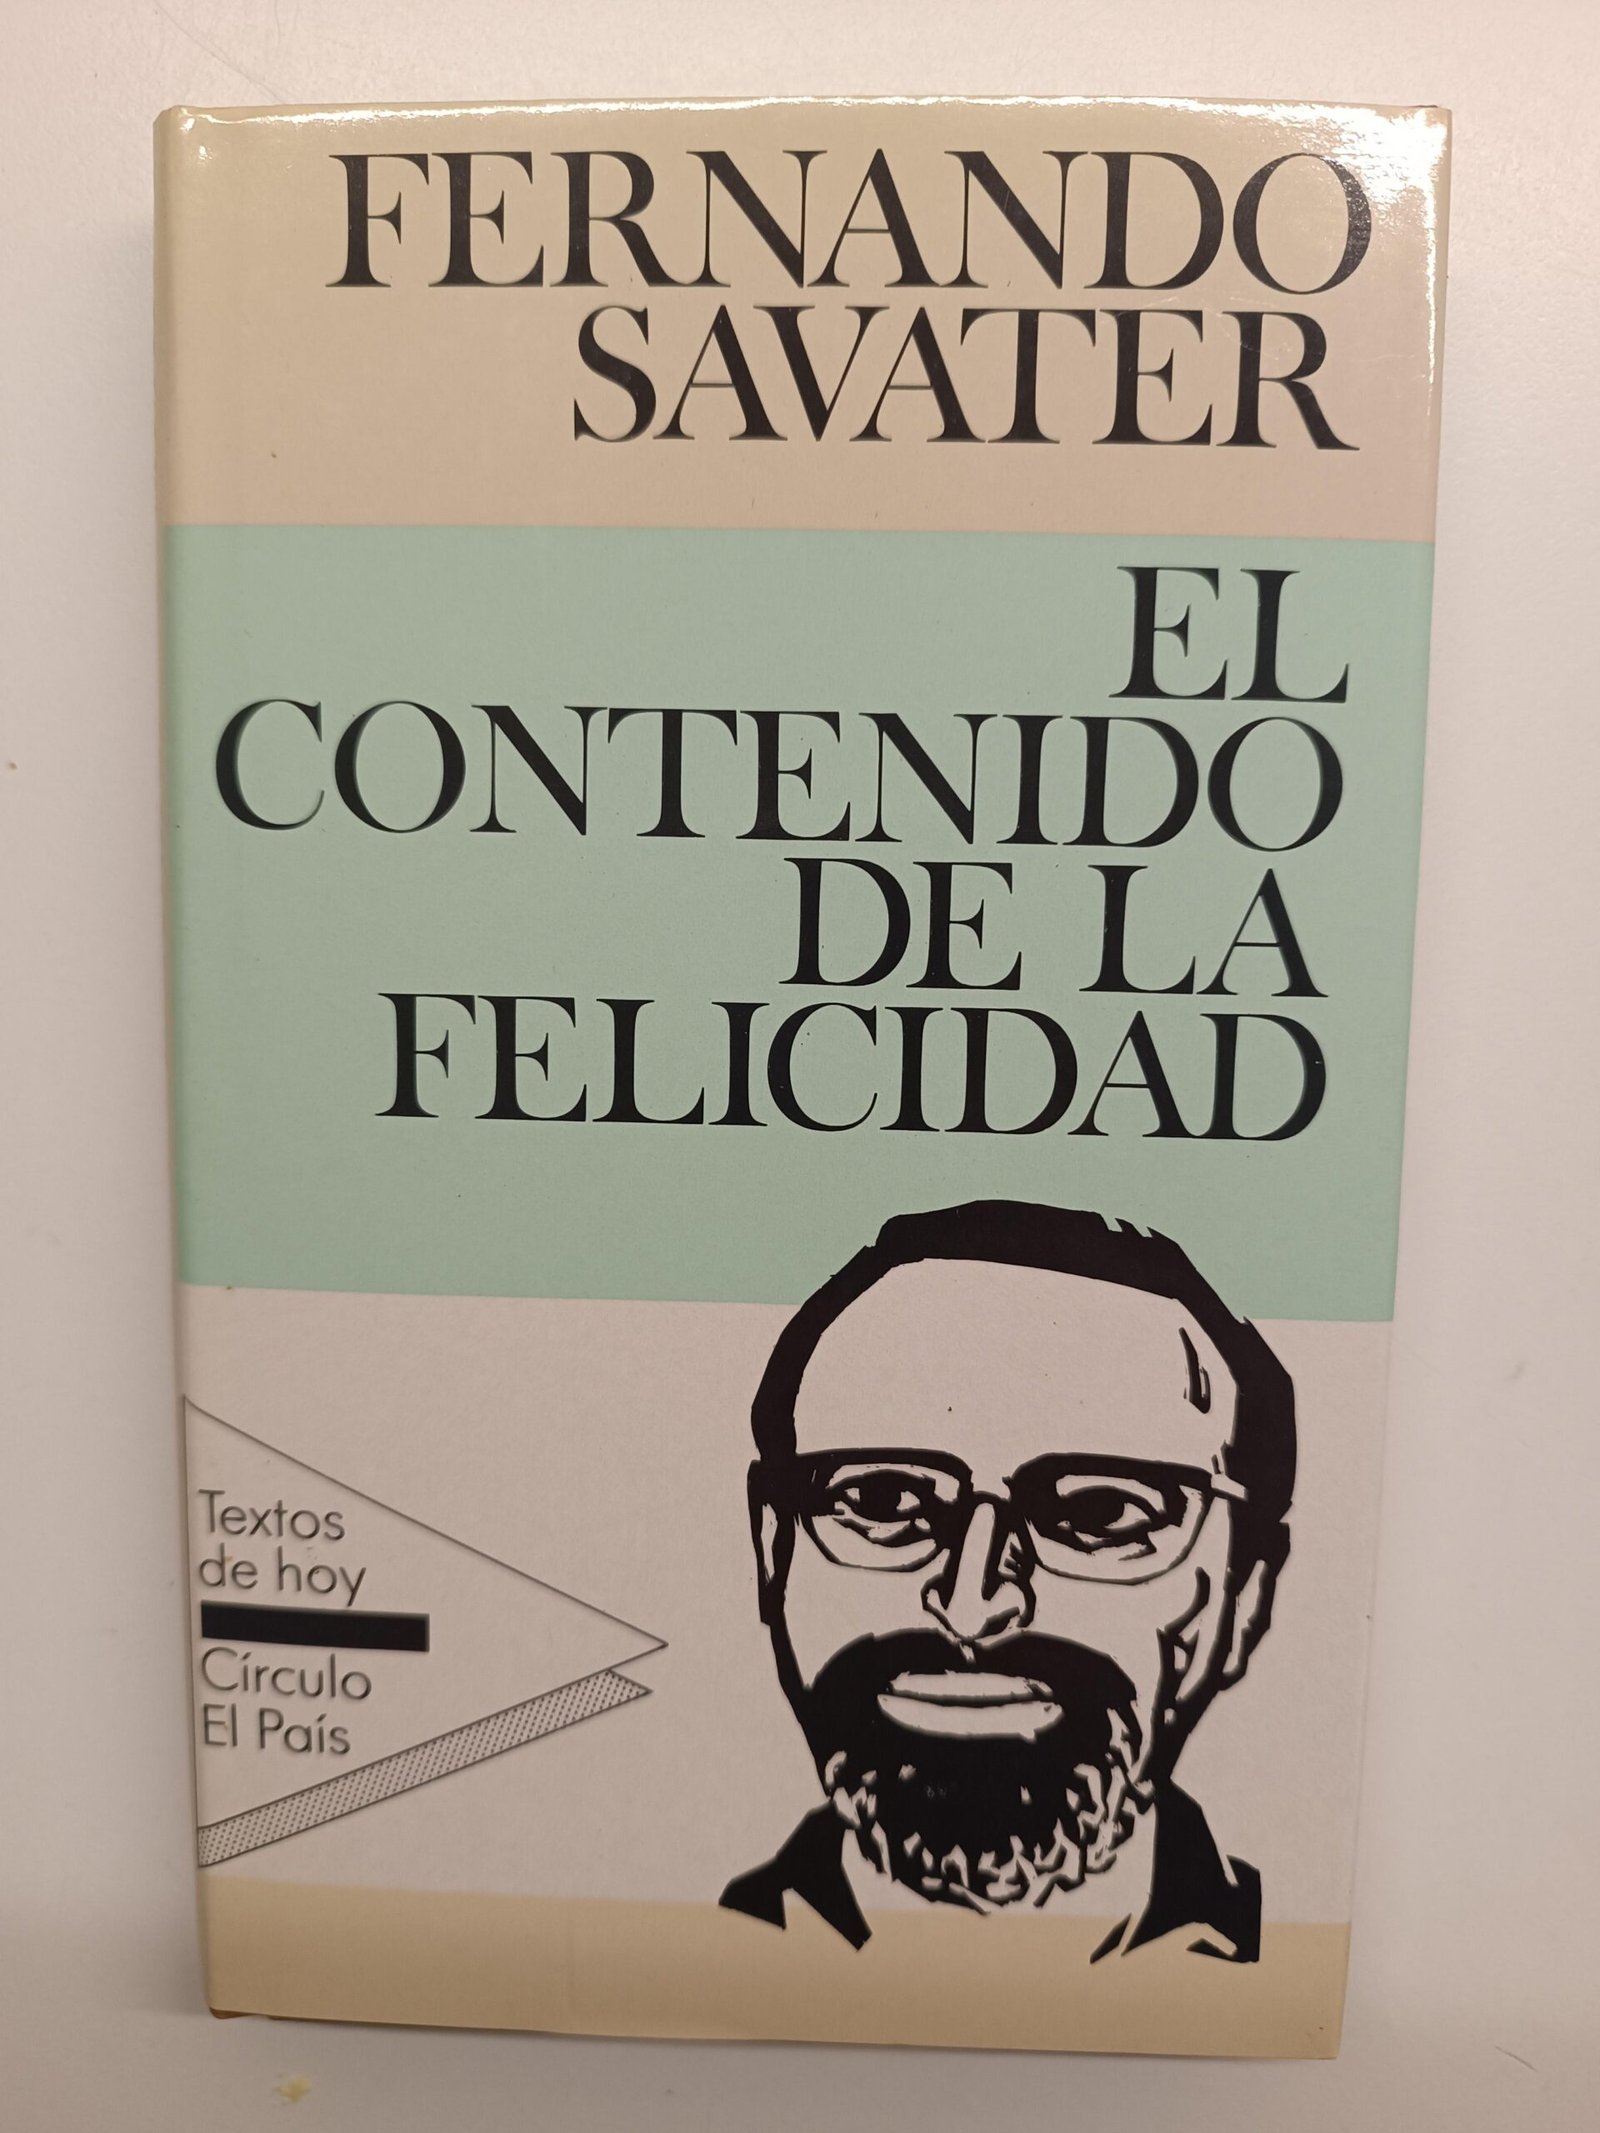 FERNANDO
SAVATER
EL
CONTENIDO
DE LA
FELICIDAD
Textos
de hoy
Círculo
El País